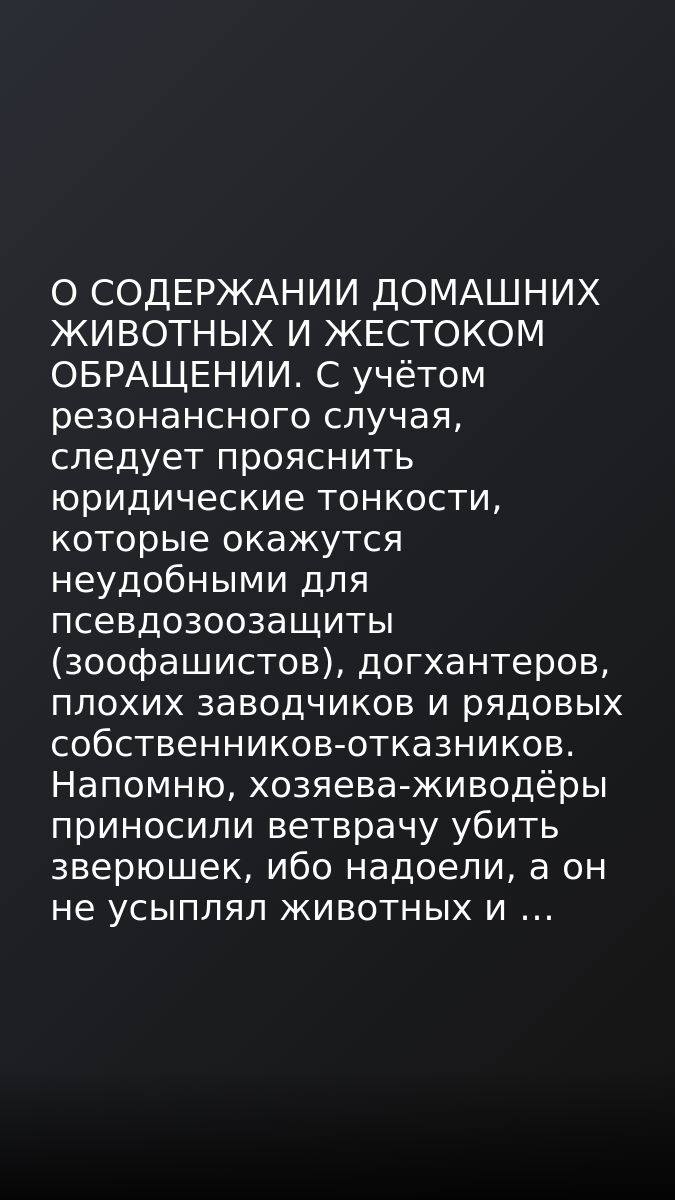 О СОДЕРЖАНИИ ДОМАШНИХ
ЖИВОТНЫХ И ЖЕСТОКОМ
ОБРАЩЕНИИ. С учётом
резонансного случая,
следует прояснить
юридические тонкости,
которые окажутся
неудобными для
псевдозоозащиты
(зоофашистов), догхантеров,
плохих заводчиков и рядовых
собственников-отказников.
Напомню, хозяева-живодёры
приносили ветврачу убить
зверюшек, ибо надоели, а он
не усыплял животных и ...